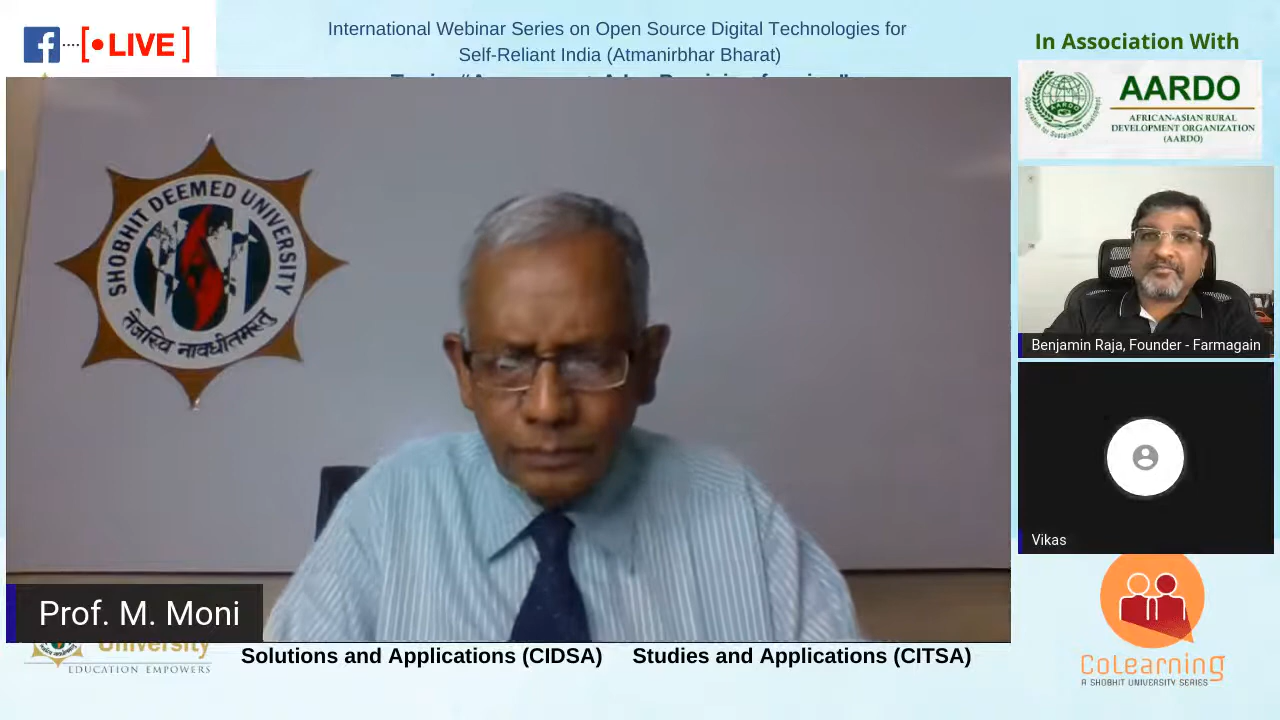 [•LIVE]
International Webinar Series on Open Source Digital Technologies for
Self-Reliant India (Atmanirbhar Bharat)
In Association With
AARDO
AFRICAN-ASIAN RURAL
DEVELOPMENT ORGANIZATION
(AARDO)
SHOBHIT DEEMED UNIVERSITY
तेजस्वि नावधीतमस्तु
Benjamin Raja, Founder - Farmagain
Vikas
Prof. M. Moni
University
EDUCATION EMPOWERS
Solutions and Applications (CIDSA)
Studies and Applications (CITSA)
CoLearning
A SHOBHIT UNIVERSITY SERIES